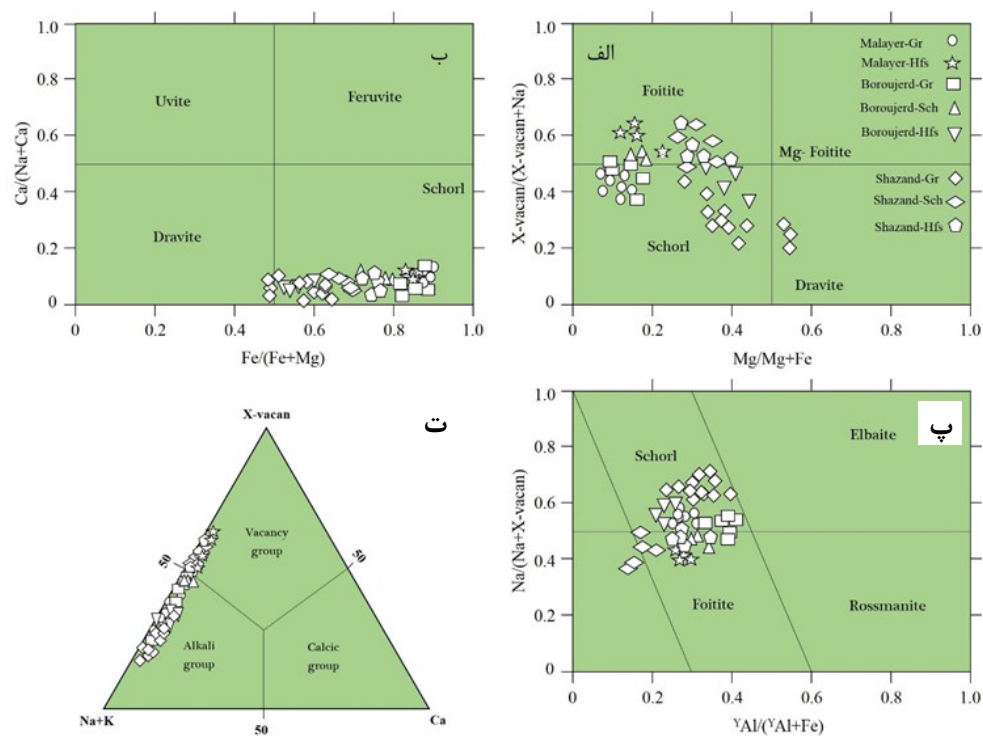 الف
1.0
0.8
0.6
0.4
0.2
0
X-vacan/(X-vacan+Na)
Foitite
Mg- Foitite
Schorl
Dravite
Malayer-Gr
Malayer-Hfs
Boroujerd-Gr
Boroujerd-Sch
Boroujerd-Hfs
Shazand-Gr
Shazand-Sch
Shazand-Hfs
0 0.2 0.4 0.6 0.8 1.0
Mg/Mg+Fe
ب
1.0
0.8
0.6
0.4
0.2
0
Ca/(Na+Ca)
Uvite
Feruvite
Schorl
Dravite
0 0.2 0.4 0.6 0.8 1.0
Fe/(Fe+Mg)
پ
1.0
0.8
0.6
0.4
0.2
0
Na/(Na+X-vacan)
Elbaite
Schorl
Foitite
Rossmanite
0 0.2 0.4 0.6 0.8 1.0
ʸAl/(ʸAl+Fe)
ت
X-vacan
Vacancy
group
50
50
Alkali
group
Calcic
group
Na+K
Ca
50